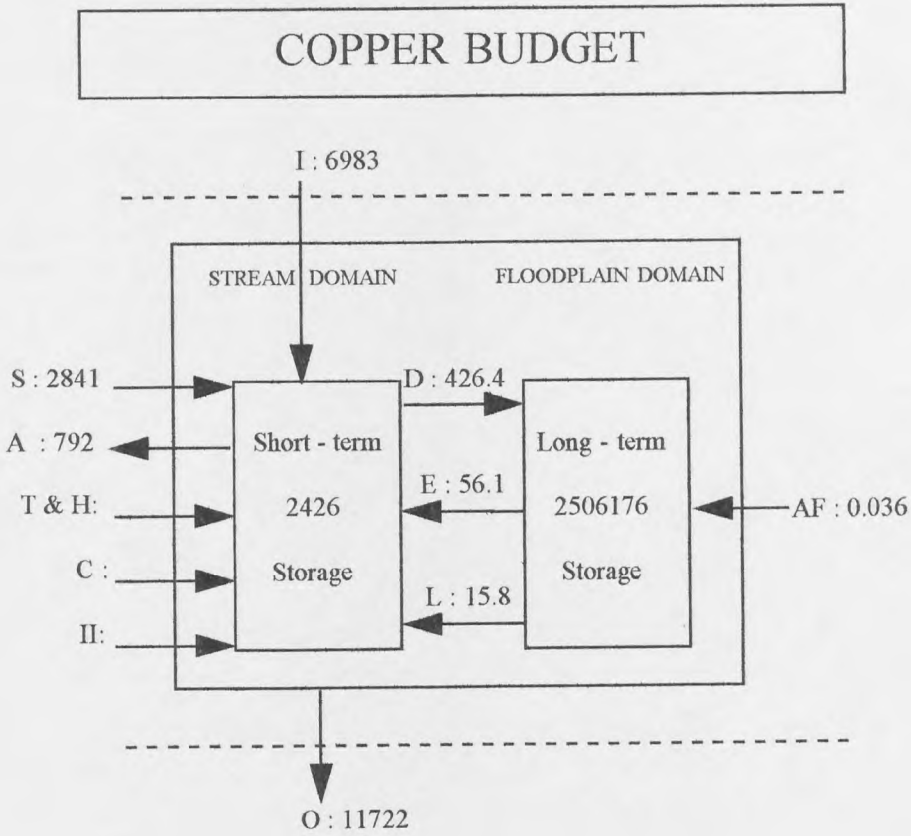 COPPER BUDGET
I : 6983
STREAM DOMAIN
FLOODPLAIN DOMAIN
S : 2841
D : 426.4
A : 792
Short - term
Long - term
T & H:
2426
E : 56.1
2506176
AF : 0.036
C :
Storage
L : 15.8
Storage
II:
O : 11722